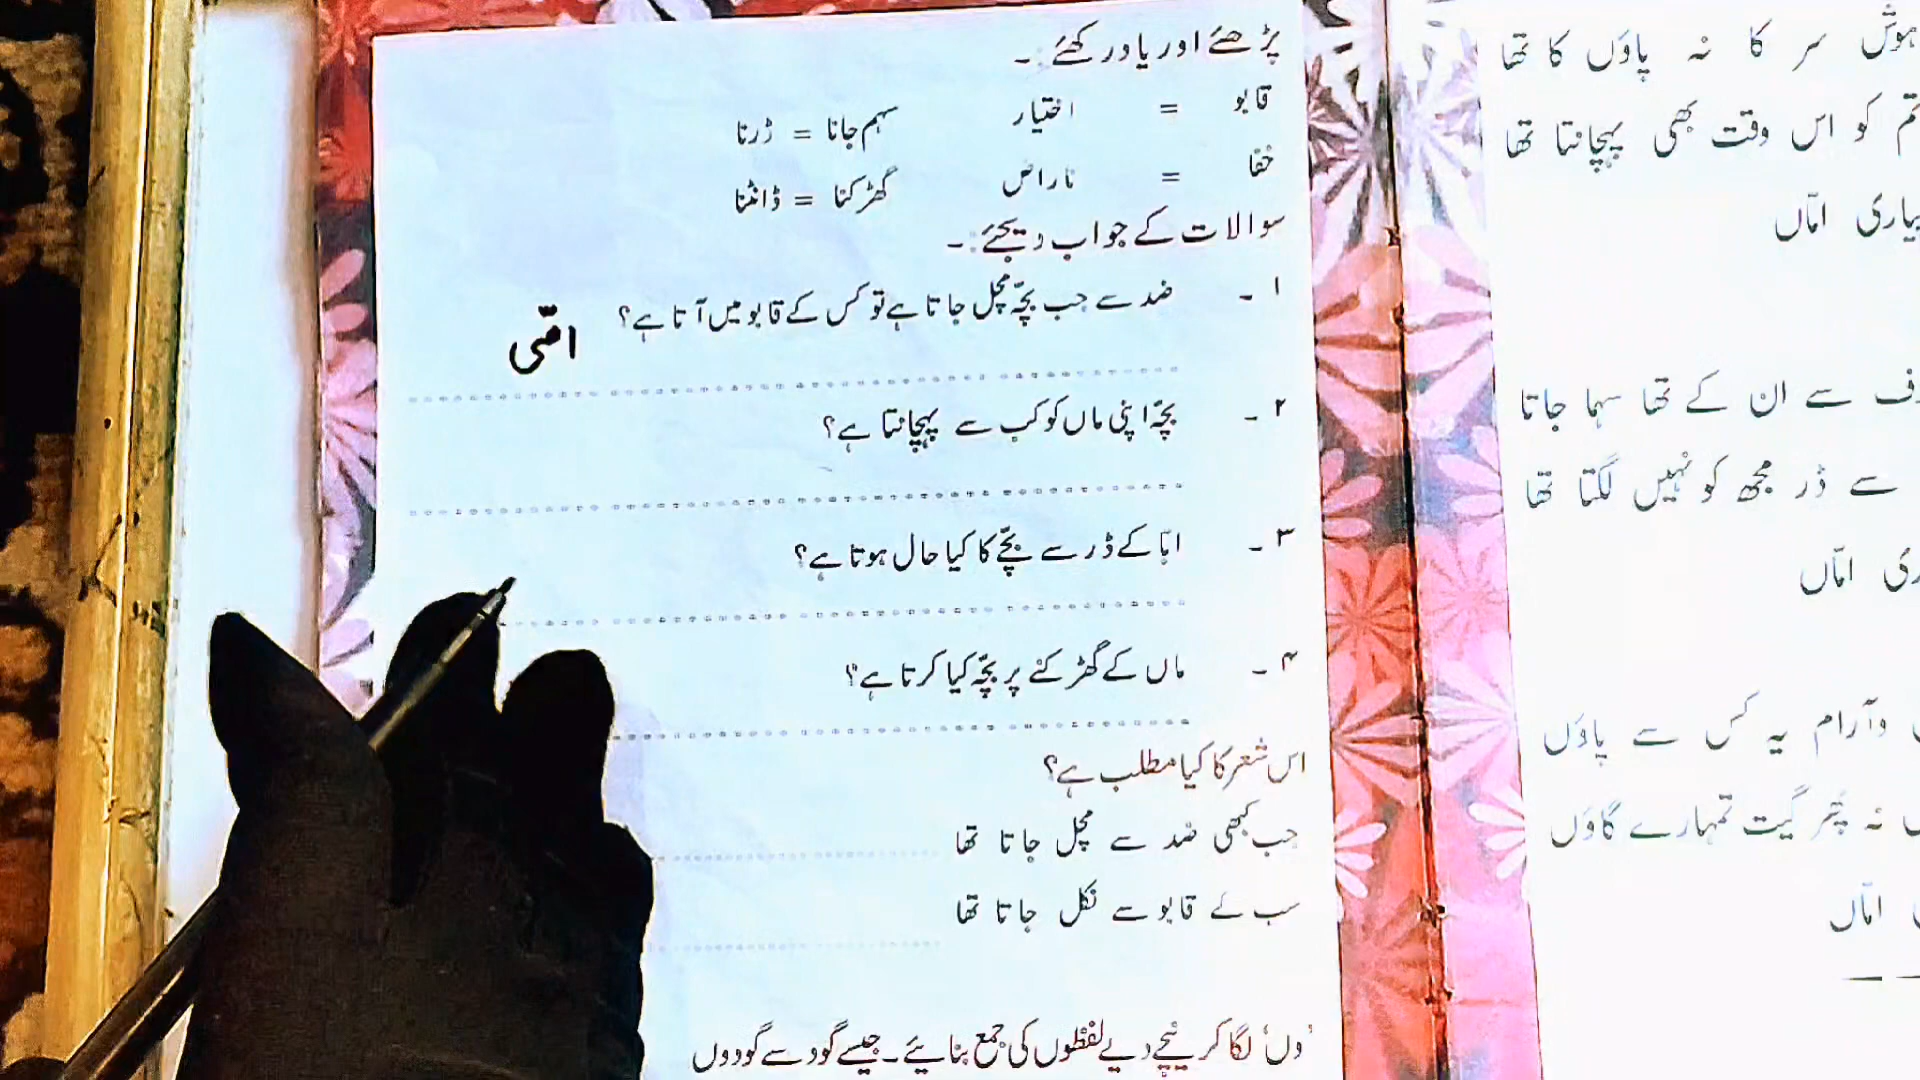 پڑھئے اور یاد رکھئے :۔
قابو = اختیار سہم جانا = ڈرنا
خفا = ناراض گھڑکنا = ڈانٹنا
سوالات کے جواب دیجئے :۔
۱ ۔ ضد سے جب بچّہ مچل جاتا ہے تو کس کے قابو میں آتا ہے؟
امّی
۲ ۔ بچّہ اپنی ماں کو کب سے پہچانتا ہے؟
۳ ۔ ابّا کے ڈر سے بچّے کا کیا حال ہوتا ہے؟
۴ ۔ ماں کے گھڑکنے پر بچّہ کیا کرتا ہے؟
اس شعر کا کیا مطلب ہے؟
جب کبھی ضد سے مچل جاتا تھا
سب کے قابو سے نکل جاتا تھا
'وں' لگا کر نیچے دیے لفظوں کی جمع بنائیے ۔ جیسے گود سے گودوں
ہوش سر کا نہ پاؤں کا تھا
تم کو اس وقت بھی پہچانتا تھا
پیاری امّاں
سے ان کے تھا سہما جاتا
سے ڈر مجھ کو نہیں لگتا تھا
امّاں
وآرام یہ کس سے پاؤں
نہ پھر گیت تمہارے گاؤں
امّاں